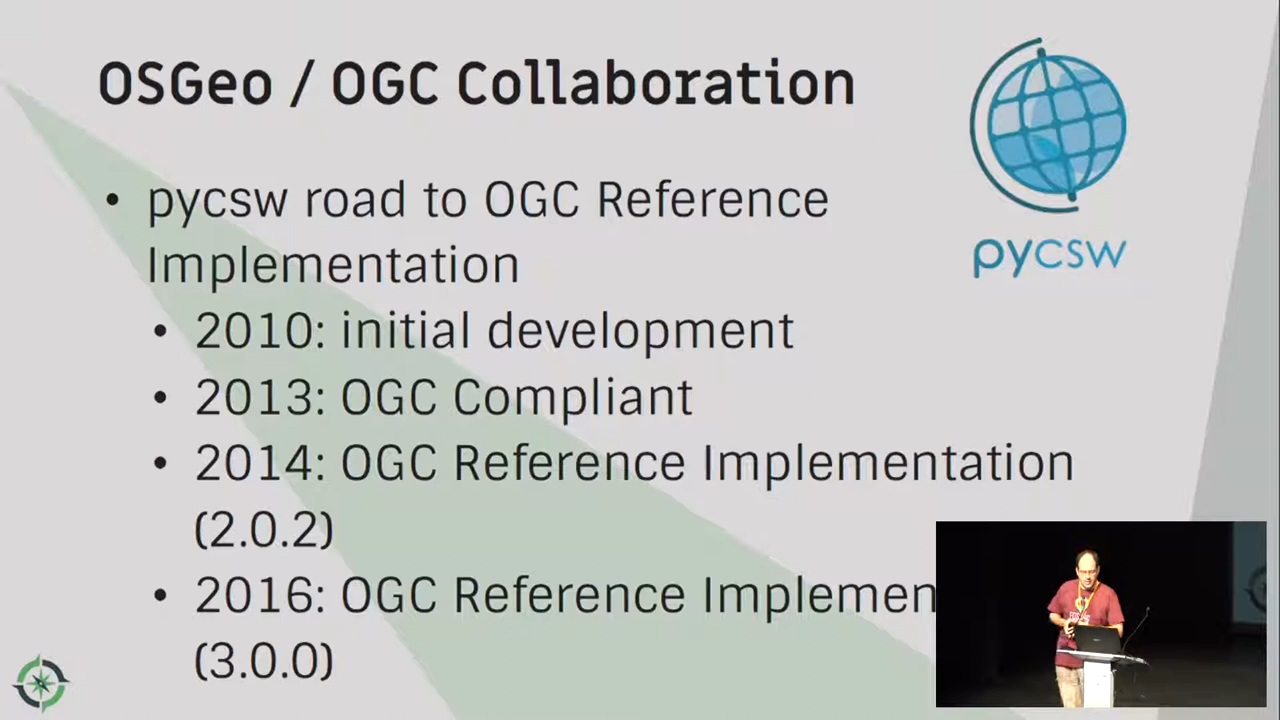 OSGeo / OGC Collaboration
pycsw
• pycsw road to OGC Reference
Implementation
• 2010: initial development
• 2013: OGC Compliant
• 2014: OGC Reference Implementation
(2.0.2)
• 2016: OGC Reference Implemen
(3.0.0)